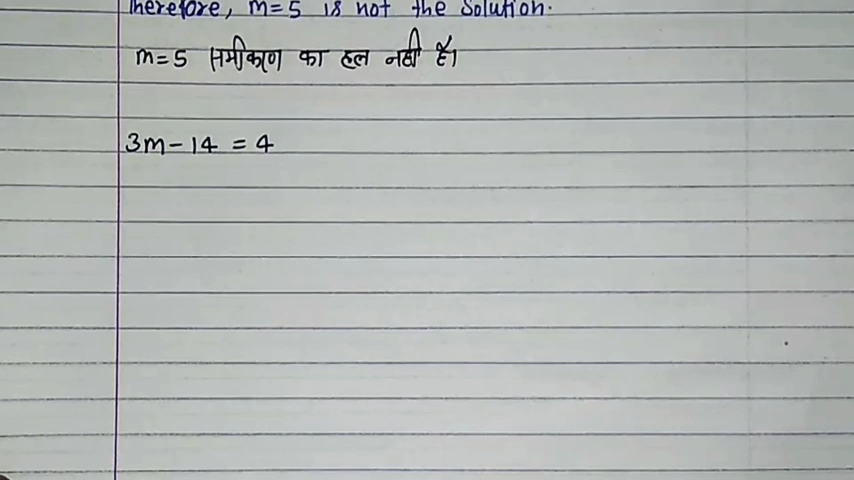 Therefore, m=5 is not the solution.
m=5 समीकरण का हल नहीं है।
3m-14 = 4